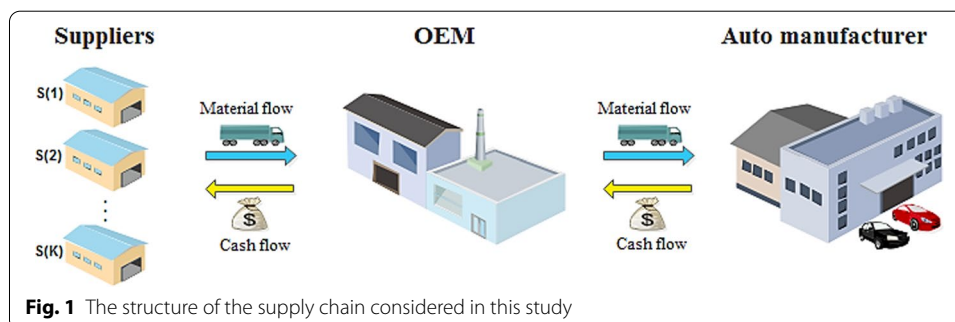 Suppliers
OEM
Auto manufacturer
S(1)
S(2)
⋮
S(K)
Material flow
$
Cash flow
Material flow
$
Cash flow
Fig. 1 The structure of the supply chain considered in this study